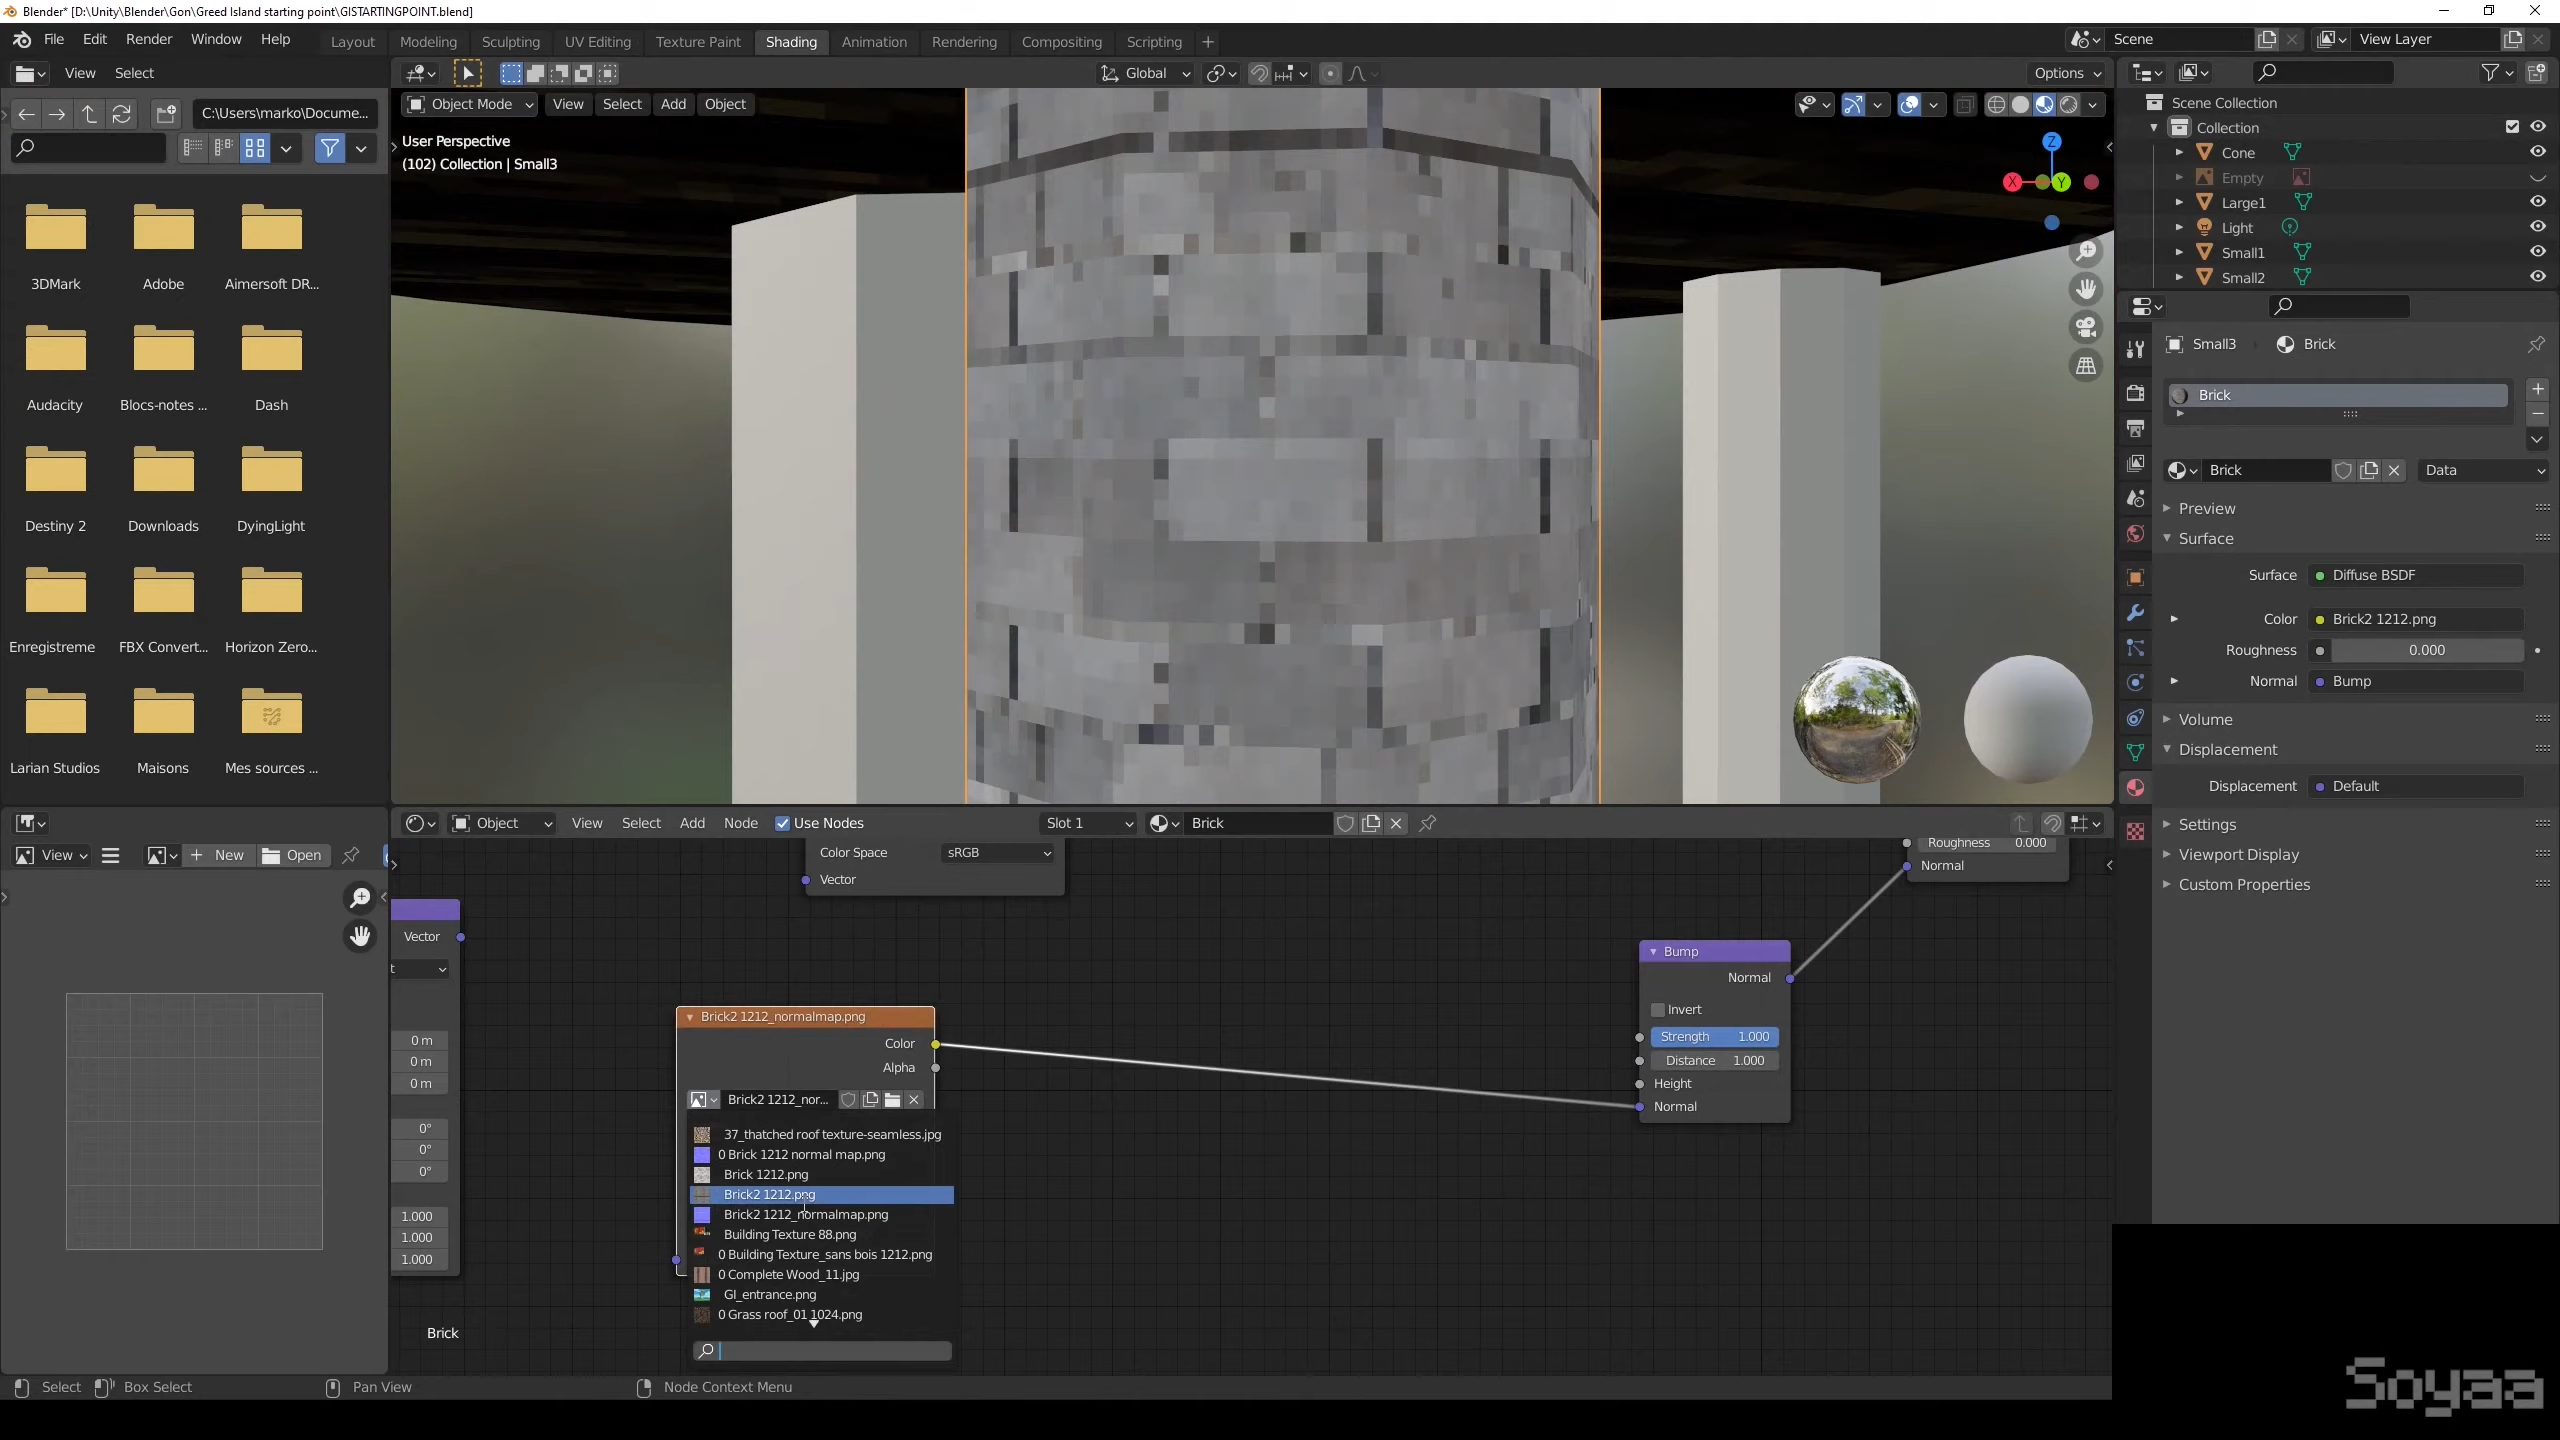 Blender* [D:\Unity\Blender\Gon\Greed Island starting point\GISTARTINGPOINT.blend]
File Edit Render Window Help
Layout Modeling Sculpting UV Editing Texture Paint Shading Animation Rendering Compositing Scripting
Scene
View Layer
View Select
Global
Options
C:\Users\marko\Docume...
Object Mode View Select Add Object
User Perspective
(102) Collection | Small3
Z
X
Y
3DMark Adobe Aimersoft DR...
Audacity Blocs-notes ... Dash
Destiny 2 Downloads DyingLight
Enregistreme FBX Convert... Horizon Zero...
Larian Studios Maisons Mes sources ...
Scene Collection
Collection
Cone
Empty
Large1
Light
Small1
Small2
Small3 Brick
Brick
Brick
Data
Preview
Surface
Surface Diffuse BSDF
Color Brick2 1212.png
Roughness 0.000
Normal Bump
Volume
Displacement
Displacement Default
Settings
Viewport Display
Custom Properties
Object View Select Add Node Use Nodes
Slot 1
Brick
View
New
Open
Color Space sRGB
Vector
Roughness 0.000
Normal
Vector
t
0 m
0 m
0 m
0°
0°
0°
1.000
1.000
1.000
Bump
Normal
Invert
Strength 1.000
Distance 1.000
Height
Normal
Brick2 1212_normalmap.png
Color
Alpha
Brick2 1212_nor...
37_thatched roof texture-seamless.jpg
0 Brick 1212 normal map.png
Brick 1212.png
Brick2 1212.png
Brick2 1212_normalmap.png
Building Texture 88.png
0 Building Texture_sans bois 1212.png
0 Complete Wood_11.jpg
GI_entrance.png
0 Grass roof_01 1024.png
Brick
Select Box Select Pan View Node Context Menu
Soyaa